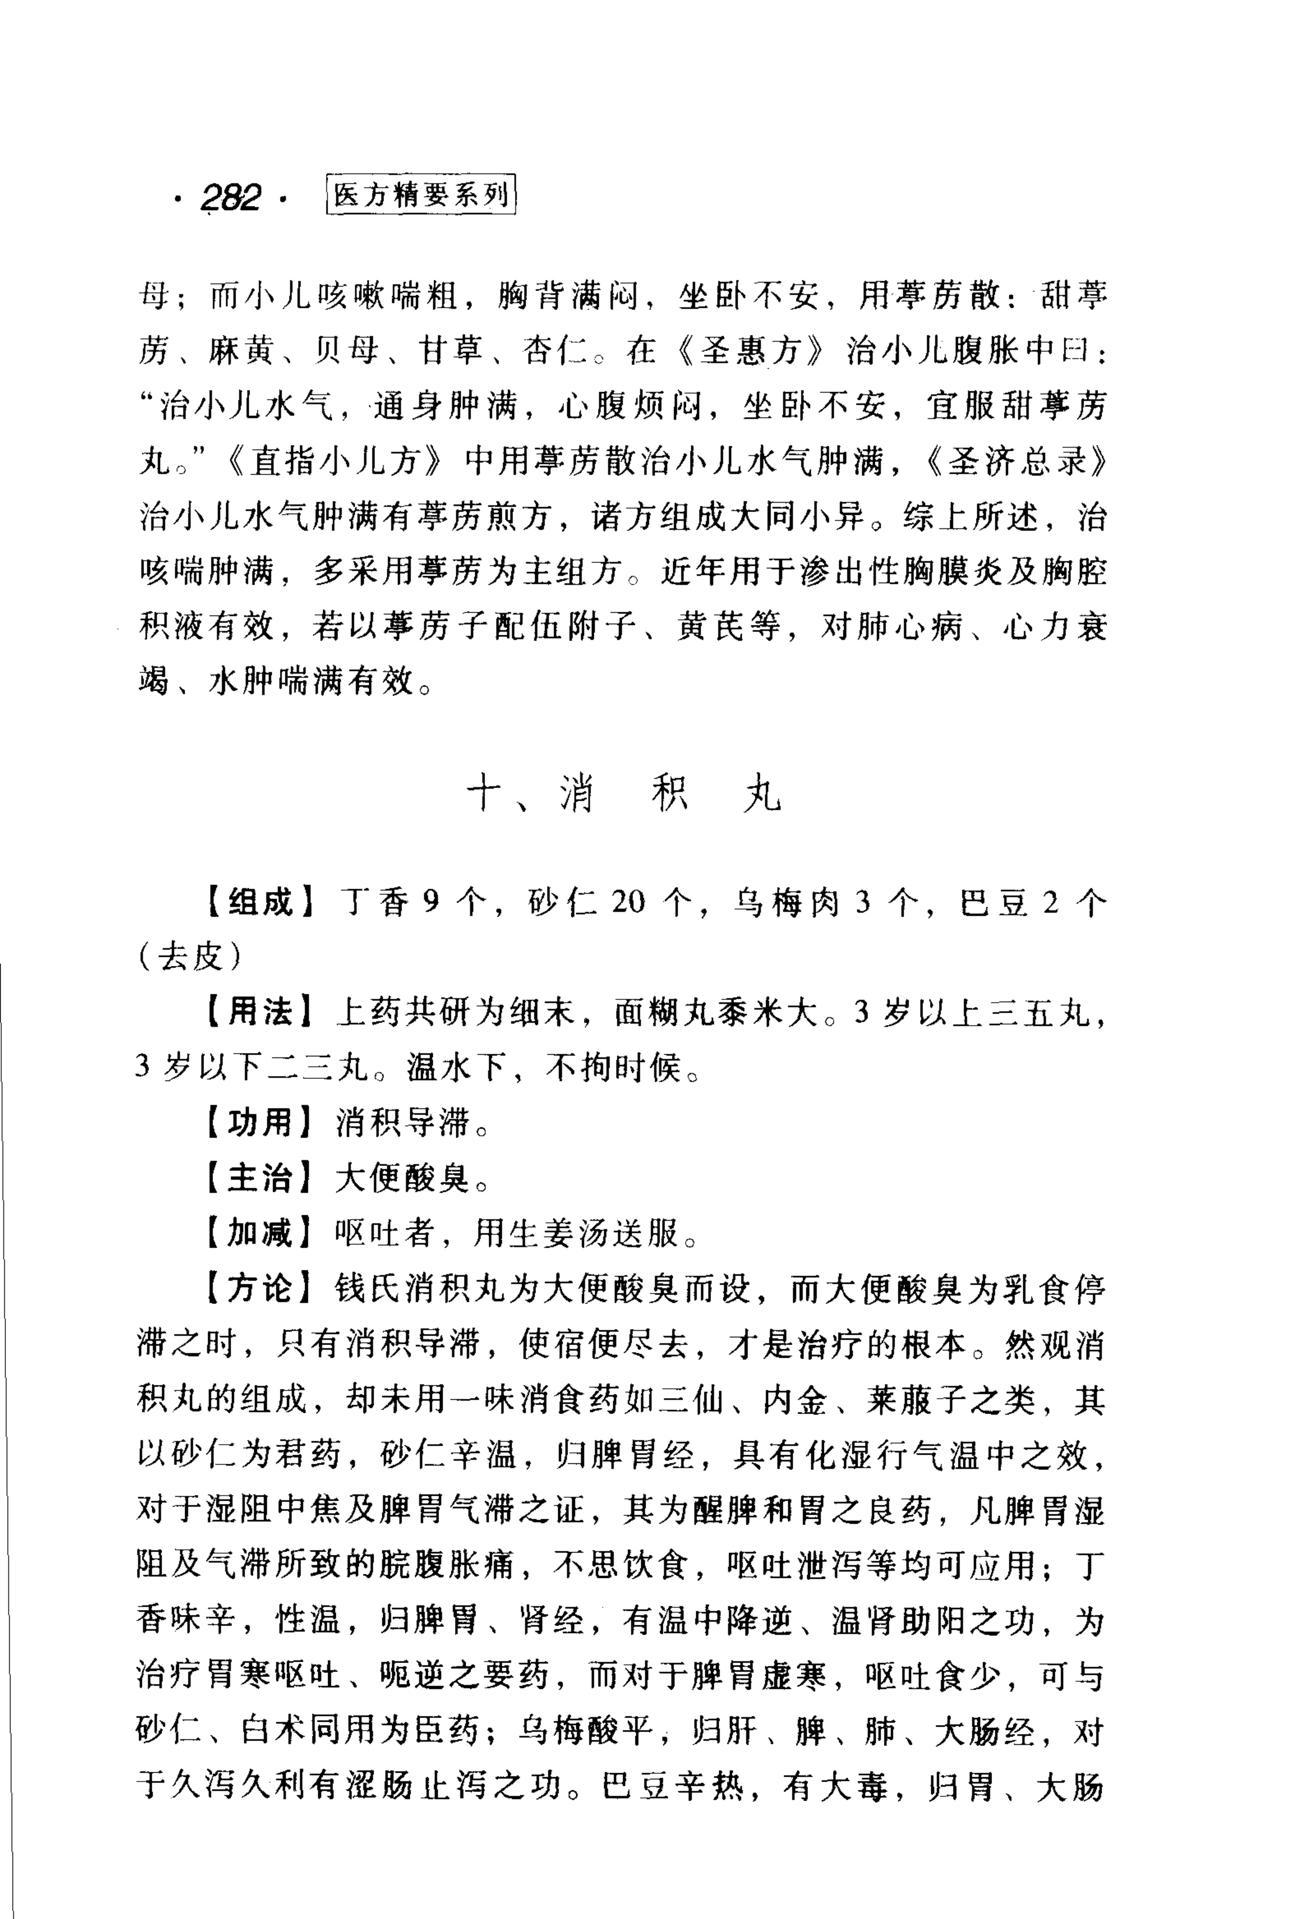 ·282· 医方精要系列
母；而小儿咳嗽喘粗，胸背满闷，坐卧不安，用葶苈散：甜葶
苈、麻黄、贝母、甘草、杏仁。在《圣惠方》治小儿腹胀中曰：
“治小儿水气，通身肿满，心腹烦闷，坐卧不安，宜服甜葶苈
丸。”《直指小儿方》中用葶苈散治小儿水气肿满，《圣济总录》
治小儿水气肿满有葶苈煎方，诸方组成大同小异。综上所述，治
咳喘肿满，多采用葶苈为主组方。近年用于渗出性胸膜炎及胸腔
积液有效，若以葶苈子配伍附子、黄芪等，对肺心病、心力衰
竭、水肿喘满有效。
十、消积丸
【组成】丁香9个，砂仁20个，乌梅肉3个，巴豆2个
（去皮）
【用法】上药共研为细末，面糊丸黍米大。3岁以上三五丸，
3岁以下二三丸。温水下，不拘时候。
【功用】消积导滞。
【主治】大便酸臭。
【加减】呕吐者，用生姜汤送服。
【方论】钱氏消积丸为大便酸臭而设，而大便酸臭为乳食停
滞之时，只有消积导滞，使宿便尽去，才是治疗的根本。然观消
积丸的组成，却未用一味消食药如三仙、内金、莱菔子之类，其
以砂仁为君药，砂仁辛温，归脾胃经，具有化湿行气温中之效，
对于湿阻中焦及脾胃气滞之证，其为醒脾和胃之良药，凡脾胃湿
阻及气滞所致的脘腹胀痛，不思饮食，呕吐泄泻等均可应用；丁
香味辛，性温，归脾胃、肾经，有温中降逆、温肾助阳之功，为
治疗胃寒呕吐、呃逆之要药，而对于脾胃虚寒，呕吐食少，可与
砂仁、白术同用为臣药；乌梅酸平，归肝、脾、肺、大肠经，对
于久泻久利有涩肠止泻之功。巴豆辛热，有大毒，归胃、大肠